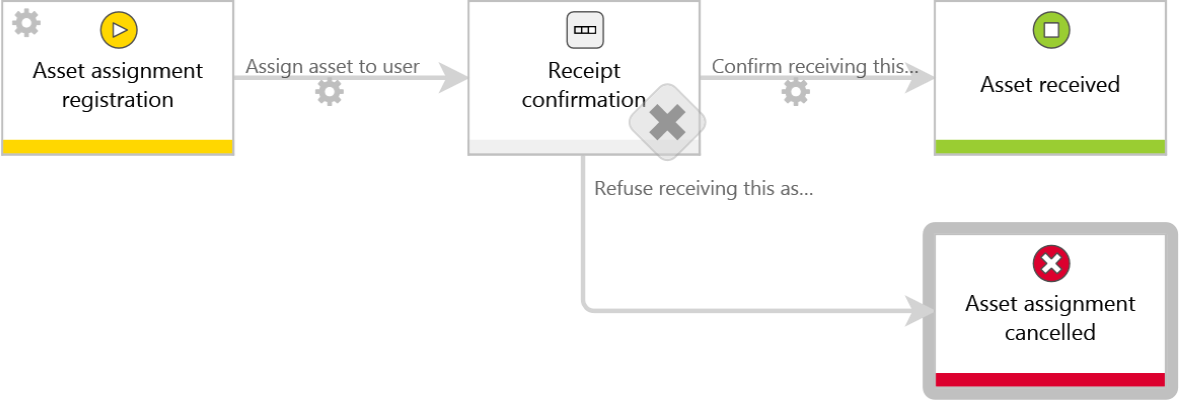 Asset assignment
registration
Assign asset to user
Receipt
confirmation
Confirm receiving this...
Asset received
Refuse receiving this as...
Asset assignment
cancelled